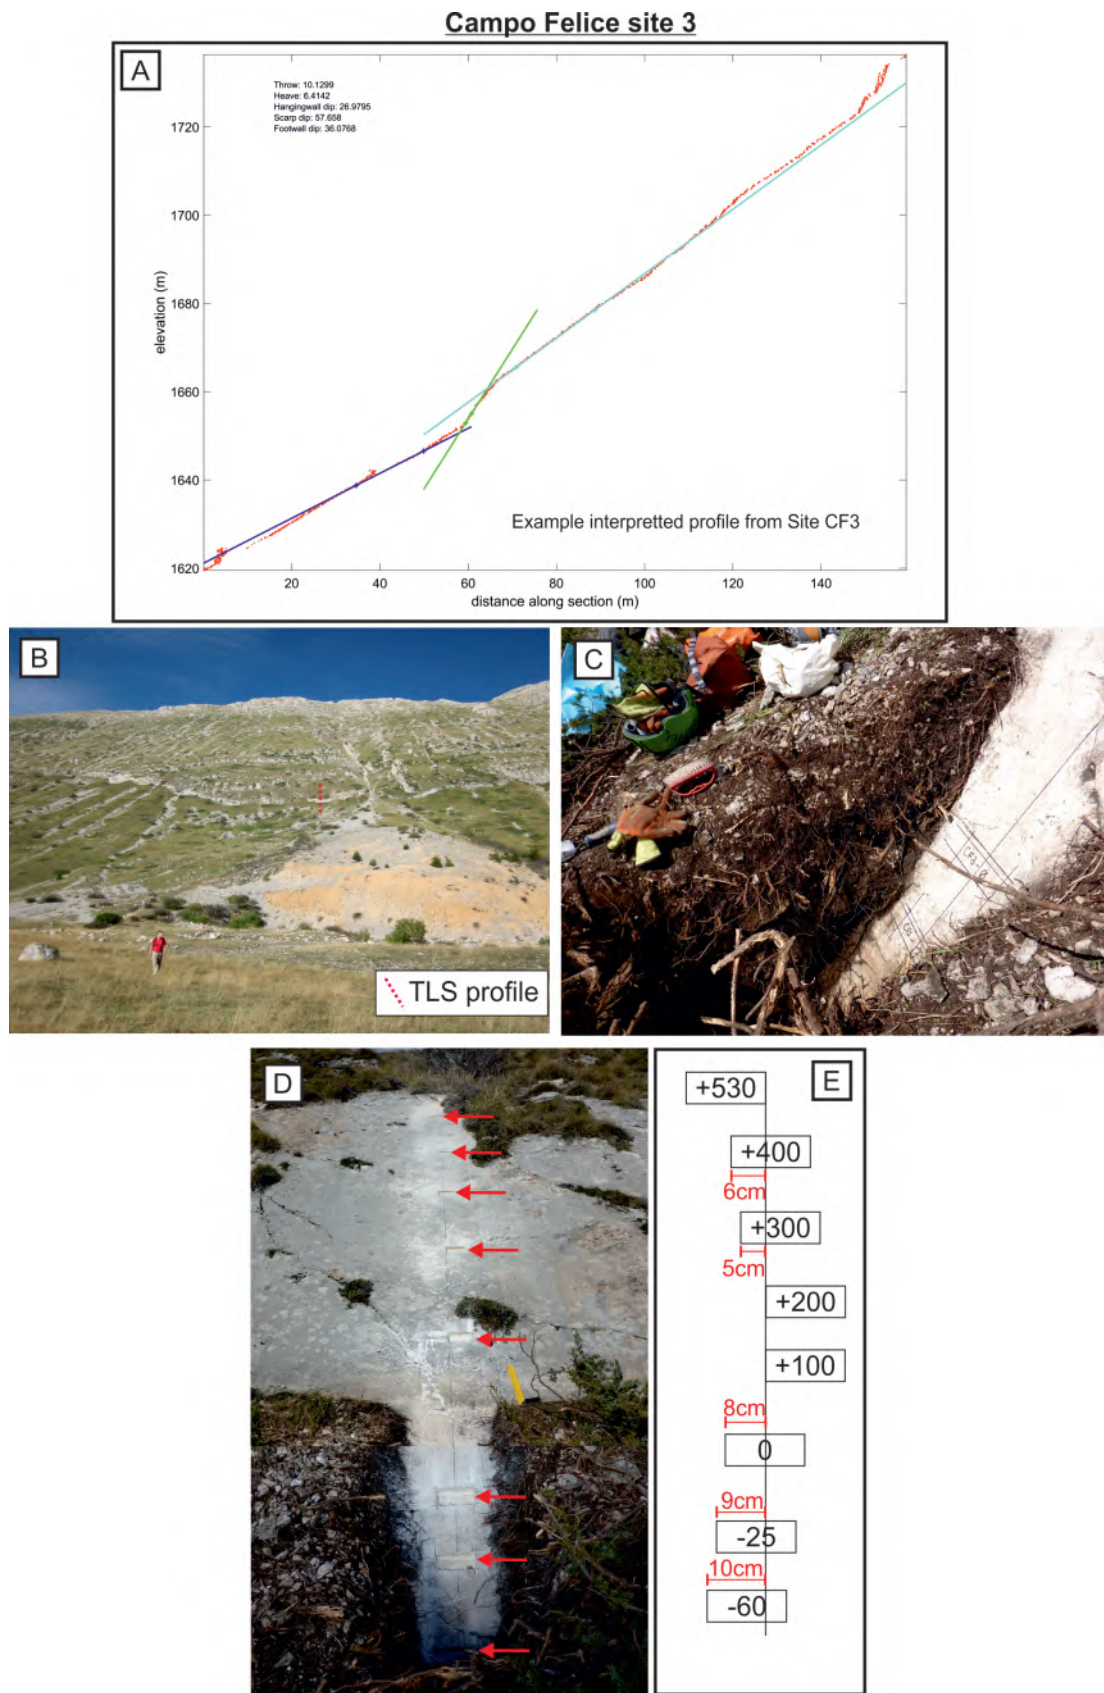 Campo Felice site 3
A
Throw: 10.1299
Heave: 6.4142
Hangingwall dip: 26.9795
Scarp dip: 57.658
Footwall dip: 36.0768
1720
1700
1680
1660
1640
1620
elevation (m)
20 40 60 80 100 120 140
distance along section (m)
Example interpretted profile from Site CF3
B
TLS profile
C
D
E
+530
+400
6cm
+300
5cm
+200
+100
8cm
0
9cm
-25
10cm
-60